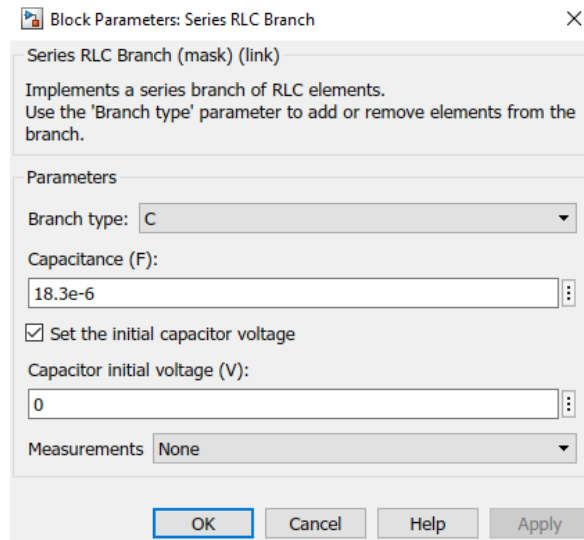 Block Parameters: Series RLC Branch
Series RLC Branch (mask) (link)
Implements a series branch of RLC elements.
Use the 'Branch type' parameter to add or remove elements from the
branch.
Parameters
Branch type: C
Capacitance (F):
18.3e-6
Set the initial capacitor voltage
Capacitor initial voltage (V):
0
Measurements None
OK Cancel Help Apply